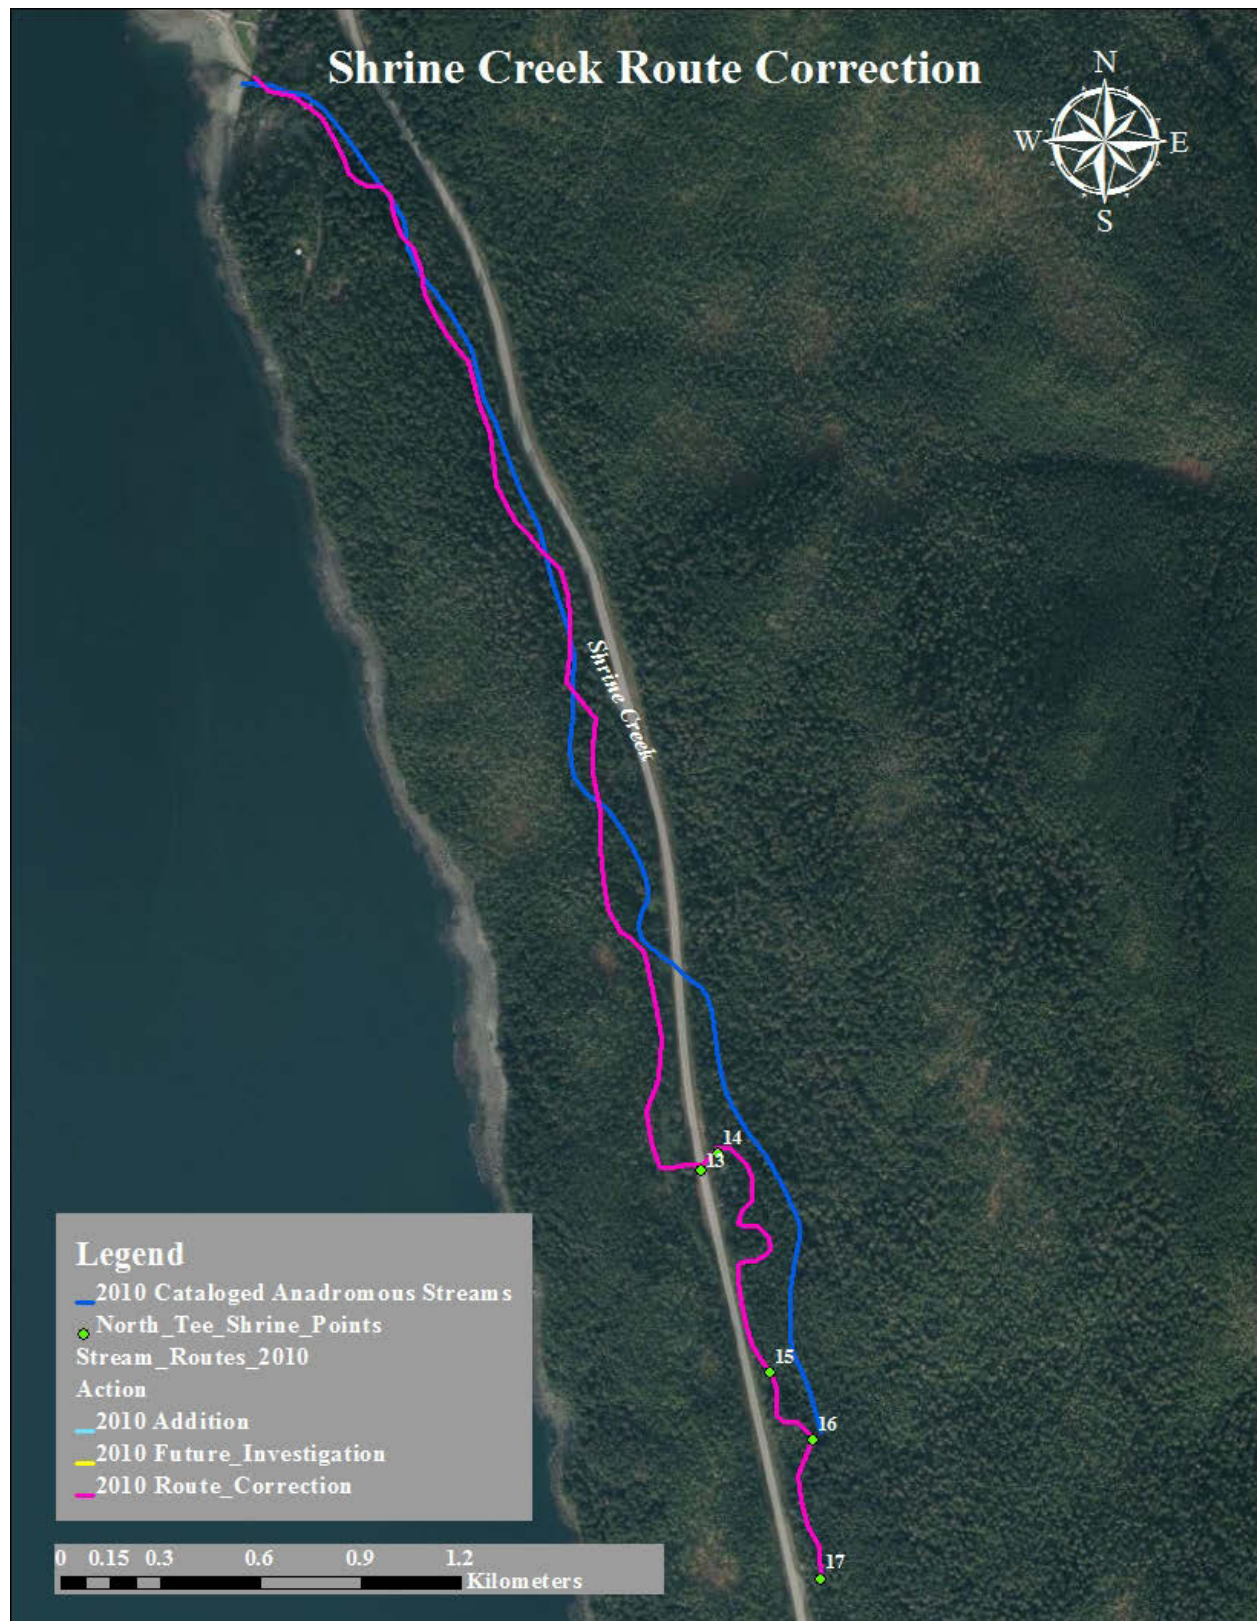 Shrine Creek Route Correction
N
W
E
S
Shrine Creek
14
13
15
16
17
Legend
2010 Cataloged Anadromous Streams
North_Tee_Shrine_Points
Stream_Routes_2010
Action
2010 Addition
2010 Future_Investigation
2010 Route_Correction
0 0.15 0.3 0.6 0.9 1.2
Kilometers